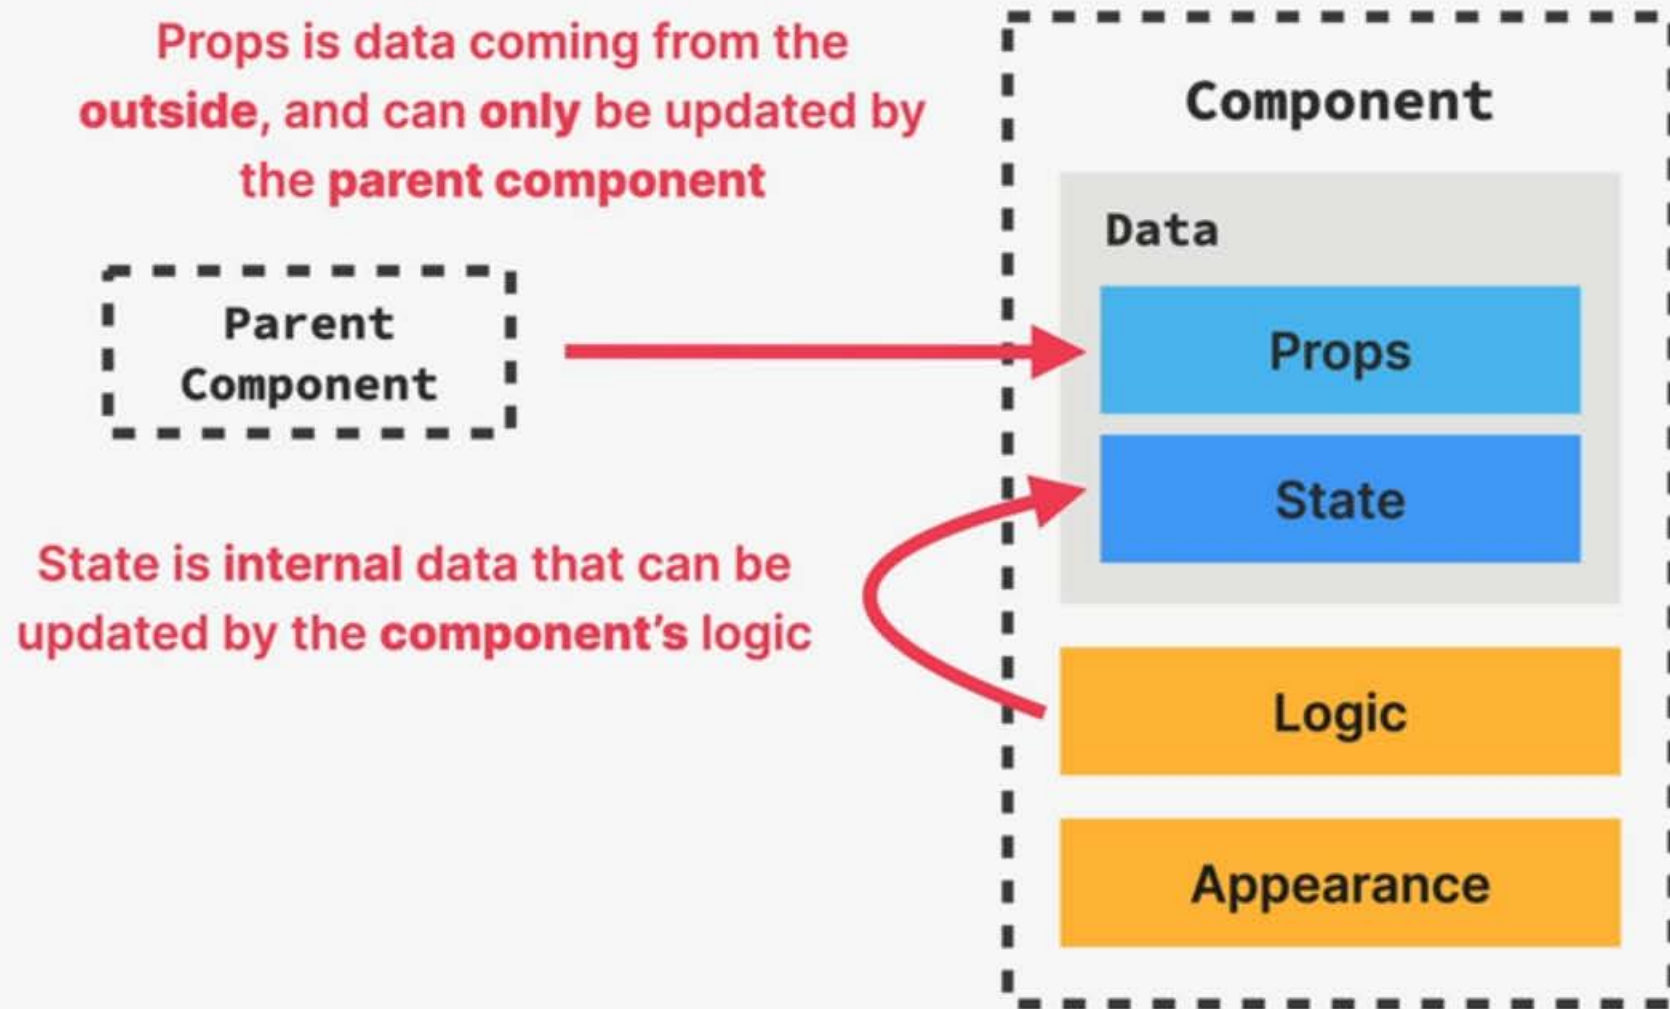 Props is data coming from the
outside, and can only be updated by
the parent component
Parent
Component
State is internal data that can be
updated by the component’s logic
Component
Data
Props
State
Logic
Appearance